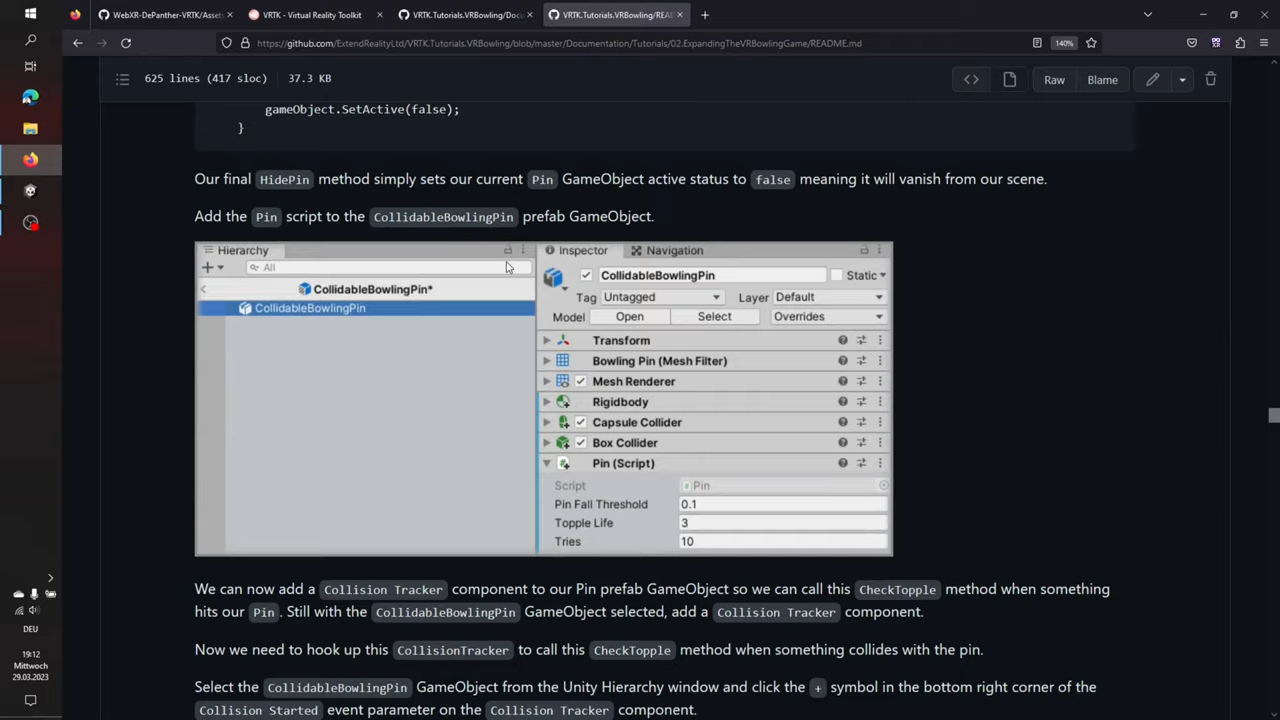 WebXR-DePanther-VRTK/Assets
VRTK - Virtual Reality Toolkit
VRTK.Tutorials.VRBowling/Docu
VRTK.Tutorials.VRBowling/READ
https://github.com/ExtendRealityLtd/VRTK.Tutorials.VRBowling/blob/master/Documentation/Tutorials/02.ExpandingTheVRBowlingGame/README.md
140%
625 lines (417 sloc) 37.3 KB
Raw Blame
gameObject.SetActive(false);
}
Our final HidePin method simply sets our current Pin GameObject active status to false meaning it will vanish from our scene.
Add the Pin script to the CollidableBowlingPin prefab GameObject.
Hierarchy
All
CollidableBowlingPin*
CollidableBowlingPin
Inspector Navigation
CollidableBowlingPin Static
Tag Untagged Layer Default
Model Open Select Overrides
Transform
Bowling Pin (Mesh Filter)
Mesh Renderer
Rigidbody
Capsule Collider
Box Collider
Pin (Script)
Script Pin
Pin Fall Threshold 0.1
Topple Life 3
Tries 10
We can now add a Collision Tracker component to our Pin prefab GameObject so we can call this CheckTopple method when something
hits our Pin. Still with the CollidableBowlingPin GameObject selected, add a Collision Tracker component.
Now we need to hook up this CollisionTracker to call this CheckTopple method when something collides with the pin.
Select the CollidableBowlingPin GameObject from the Unity Hierarchy window and click the + symbol in the bottom right corner of the
Collision Started event parameter on the Collision Tracker component.
DEU
19:12
Mittwoch
29.03.2023